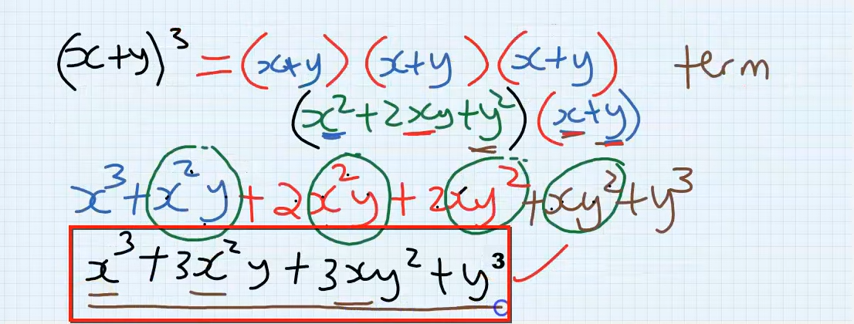 (x+y)³ = (x+y) (x+y) (x+y) term
(x²+2xy+y²) (x+y)
x³+x²y+2x²y+2xy²+xy²+y³
x³+3x²y+3xy²+y³